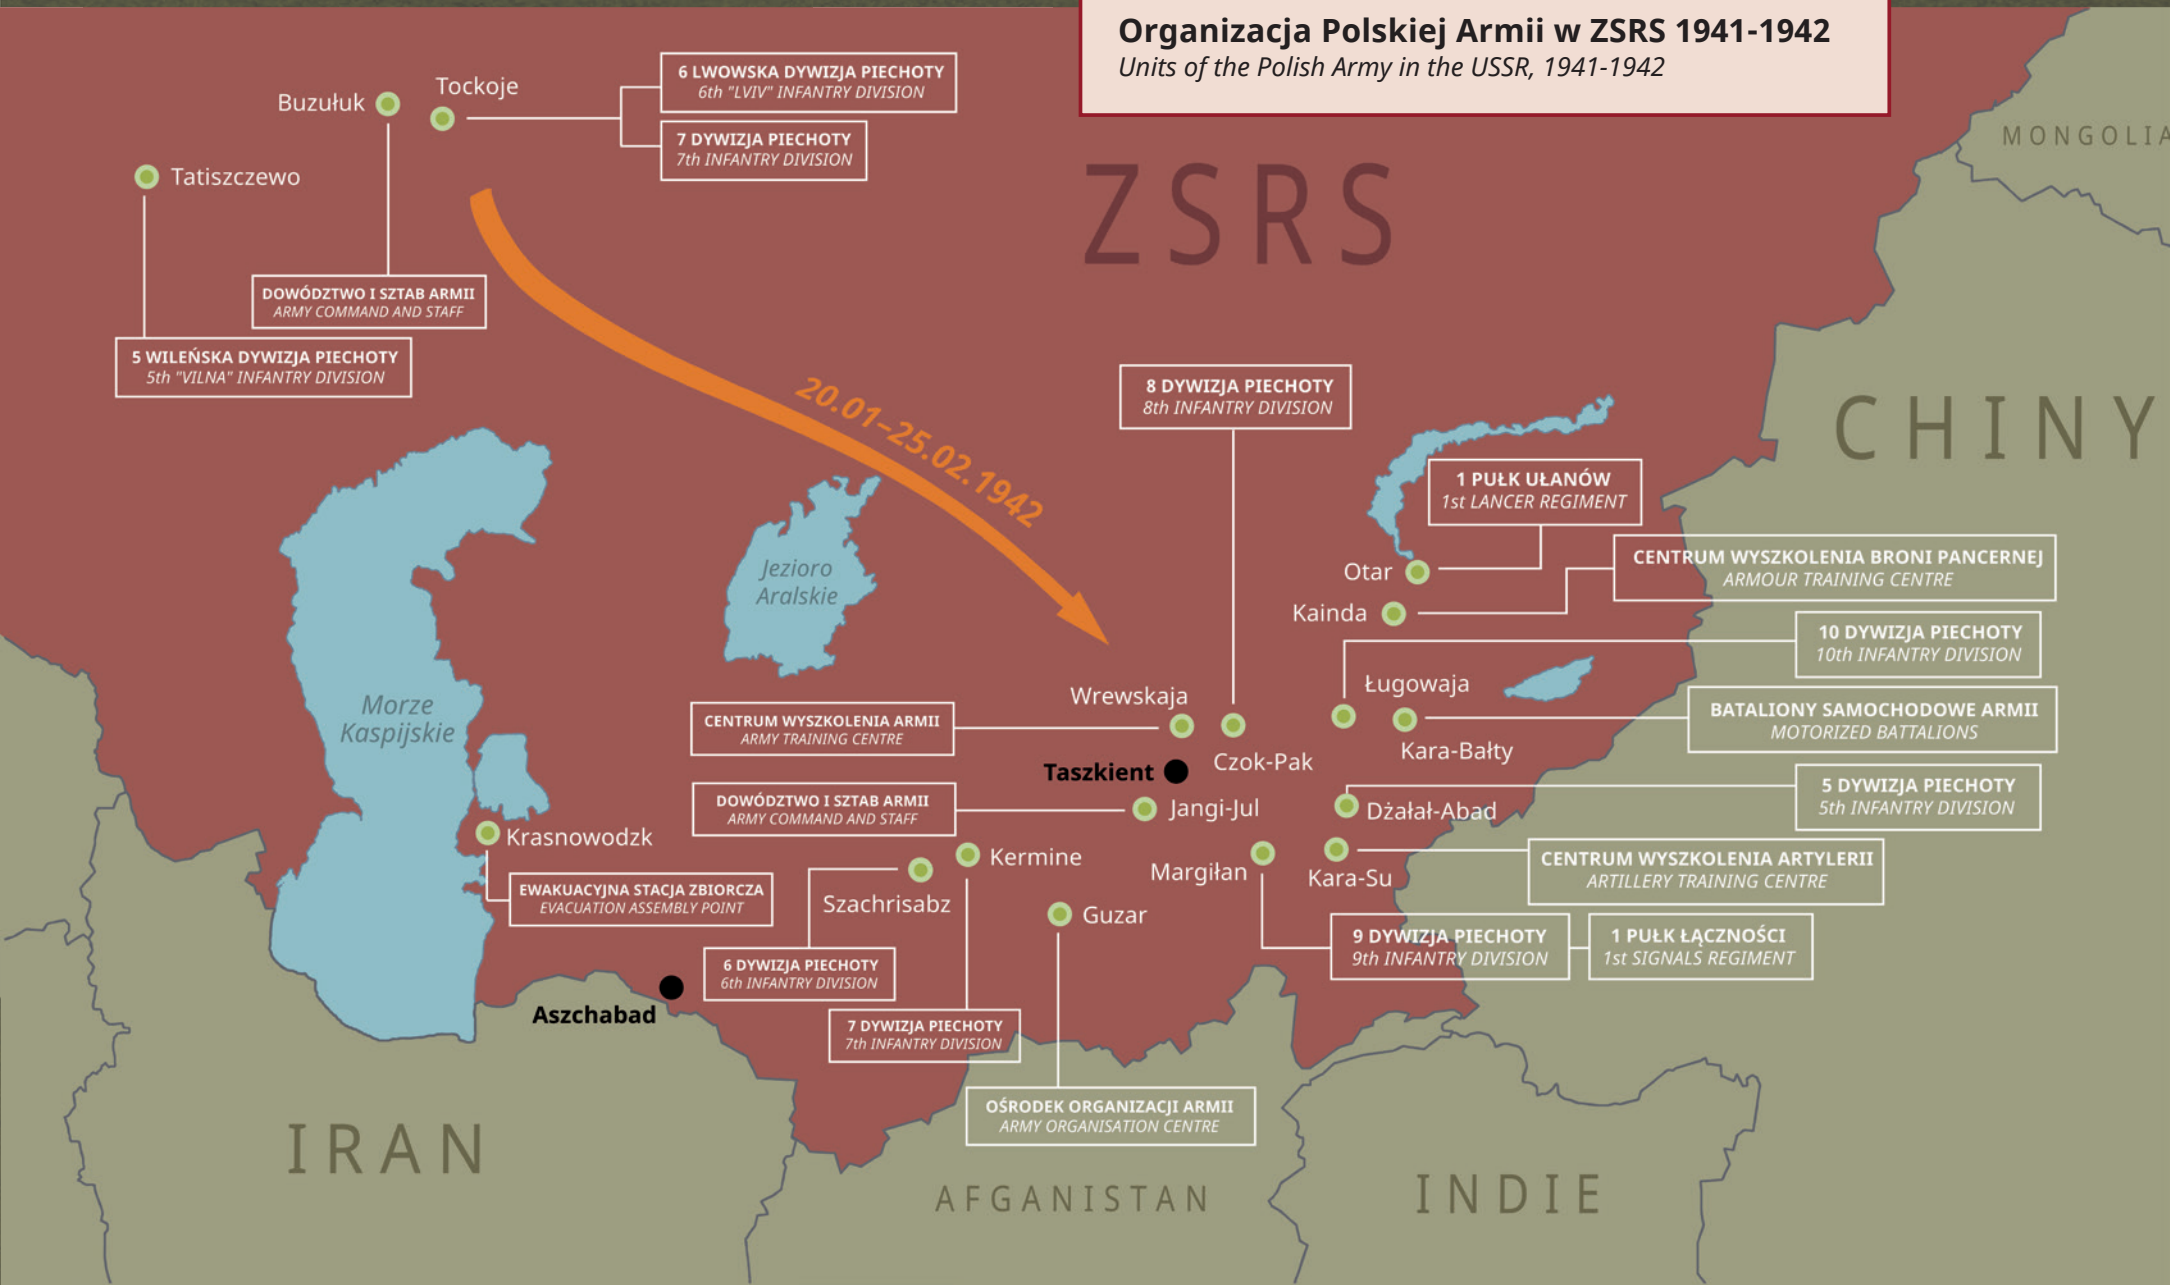 Organizacja Polskiej Armii w ZSRS 1941-1942
Units of the Polish Army in the USSR, 1941-1942
Buzułuk
Tockoje
6 LWOWSKA DYWIZJA PIECHOTY
6th "LVIV" INFANTRY DIVISION
7 DYWIZJA PIECHOTY
7th INFANTRY DIVISION
Tatiszczewo
MONGOLIA
ZSRS
DOWÓDZTWO I SZTAB ARMII
ARMY COMMAND AND STAFF
5 WILEŃSKA DYWIZJA PIECHOTY
5th "VILNA" INFANTRY DIVISION
20.01–25.02.1942
8 DYWIZJA PIECHOTY
8th INFANTRY DIVISION
CHINY
1 PUŁK UŁANÓW
1st LANCER REGIMENT
Jezioro
Aralskie
Otar
CENTRUM WYSZKOLENIA BRONI PANCERNEJ
ARMOUR TRAINING CENTRE
Kainda
10 DYWIZJA PIECHOTY
10th INFANTRY DIVISION
Morze
Kaspijskie
Wrewskaja
Ługowaja
CENTRUM WYSZKOLENIA ARMII
ARMY TRAINING CENTRE
BATALIONY SAMOCHODOWE ARMII
MOTORIZED BATTALIONS
Kara-Bałty
Czok-Pak
Taszkient
DOWÓDZTWO I SZTAB ARMII
ARMY COMMAND AND STAFF
Jangi-Jul
5 DYWIZJA PIECHOTY
5th INFANTRY DIVISION
Dżałał-Abad
Krasnowodzk
Kermine
Margiłan
Kara-Su
CENTRUM WYSZKOLENIA ARTYLERII
ARTILLERY TRAINING CENTRE
EWAKUACYJNA STACJA ZBIORCZA
EVACUATION ASSEMBLY POINT
Szachrisabz
Guzar
9 DYWIZJA PIECHOTY
9th INFANTRY DIVISION
1 PUŁK ŁĄCZNOŚCI
1st SIGNALS REGIMENT
6 DYWIZJA PIECHOTY
6th INFANTRY DIVISION
Aszchabad
7 DYWIZJA PIECHOTY
7th INFANTRY DIVISION
OŚRODEK ORGANIZACJI ARMII
ARMY ORGANISATION CENTRE
IRAN
AFGANISTAN
INDIE